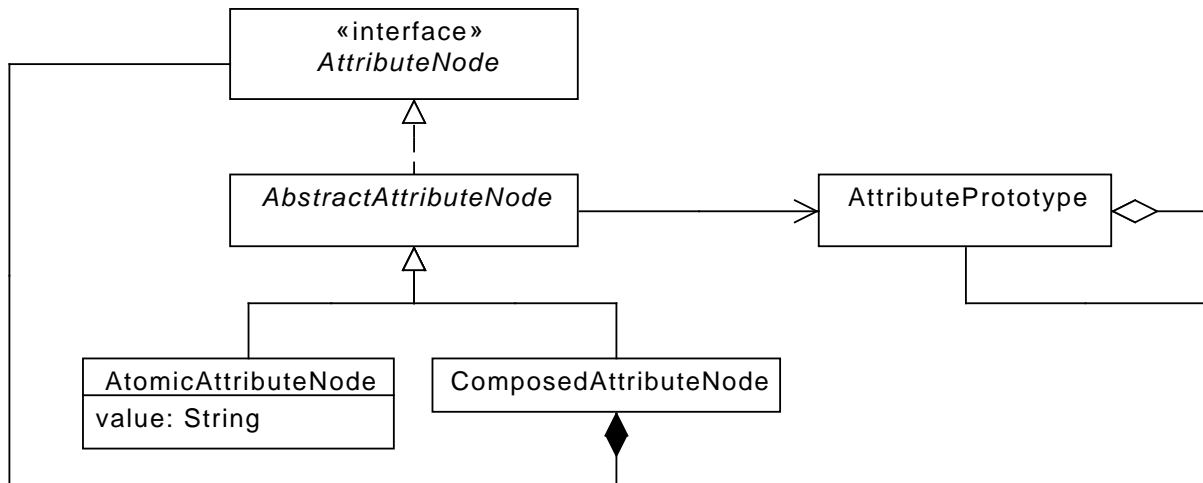 «interface»
AttributeNode
AbstractAttributeNode
AttributePrototype
AtomicAttributeNode
value: String
ComposedAttributeNode